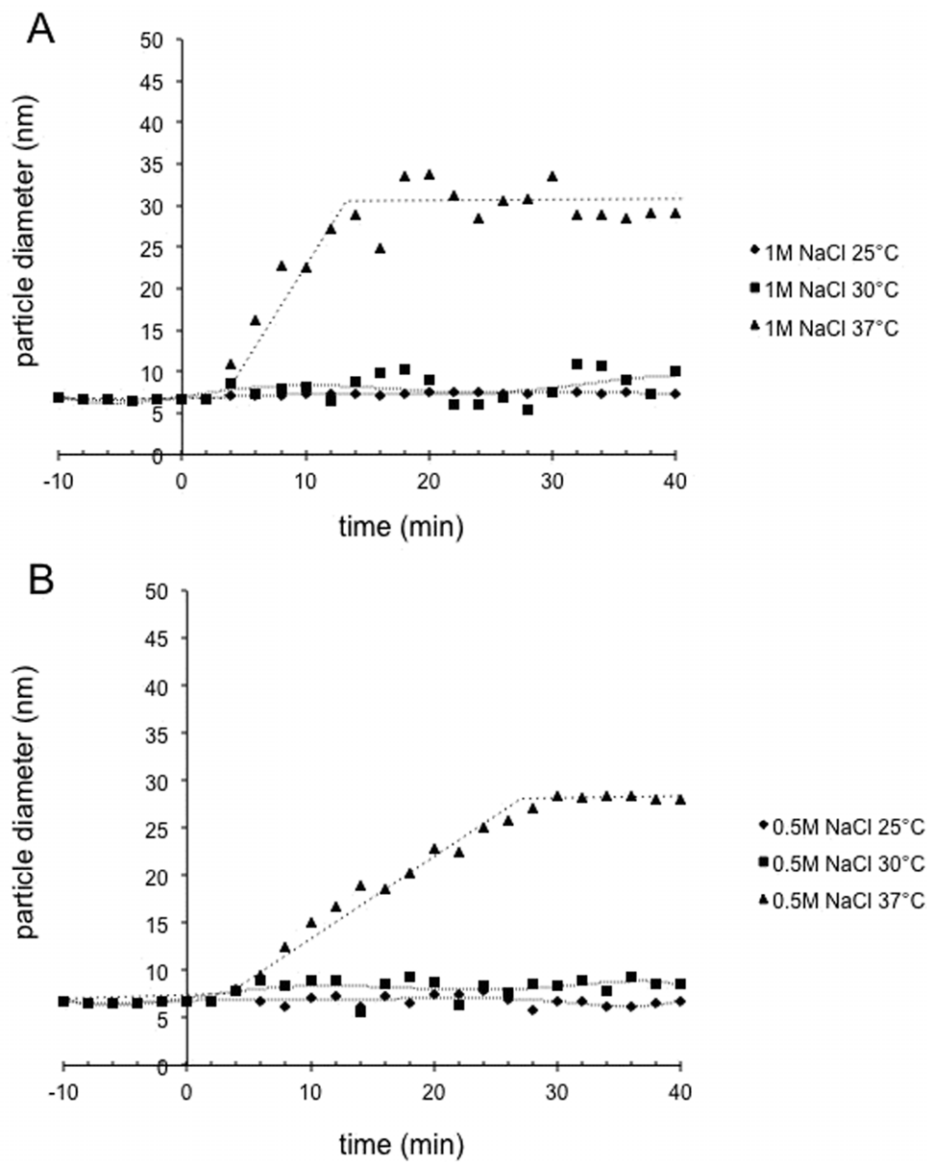 A
50
45
40
35
30
25
20
15
10
5
0
particle diameter (nm)
-10 0 10 20 30 40
time (min)
1M NaCl 25°C
1M NaCl 30°C
1M NaCl 37°C
B
50
45
40
35
30
25
20
15
10
5
0
particle diameter (nm)
-10 0 10 20 30 40
time (min)
0.5M NaCl 25°C
0.5M NaCl 30°C
0.5M NaCl 37°C